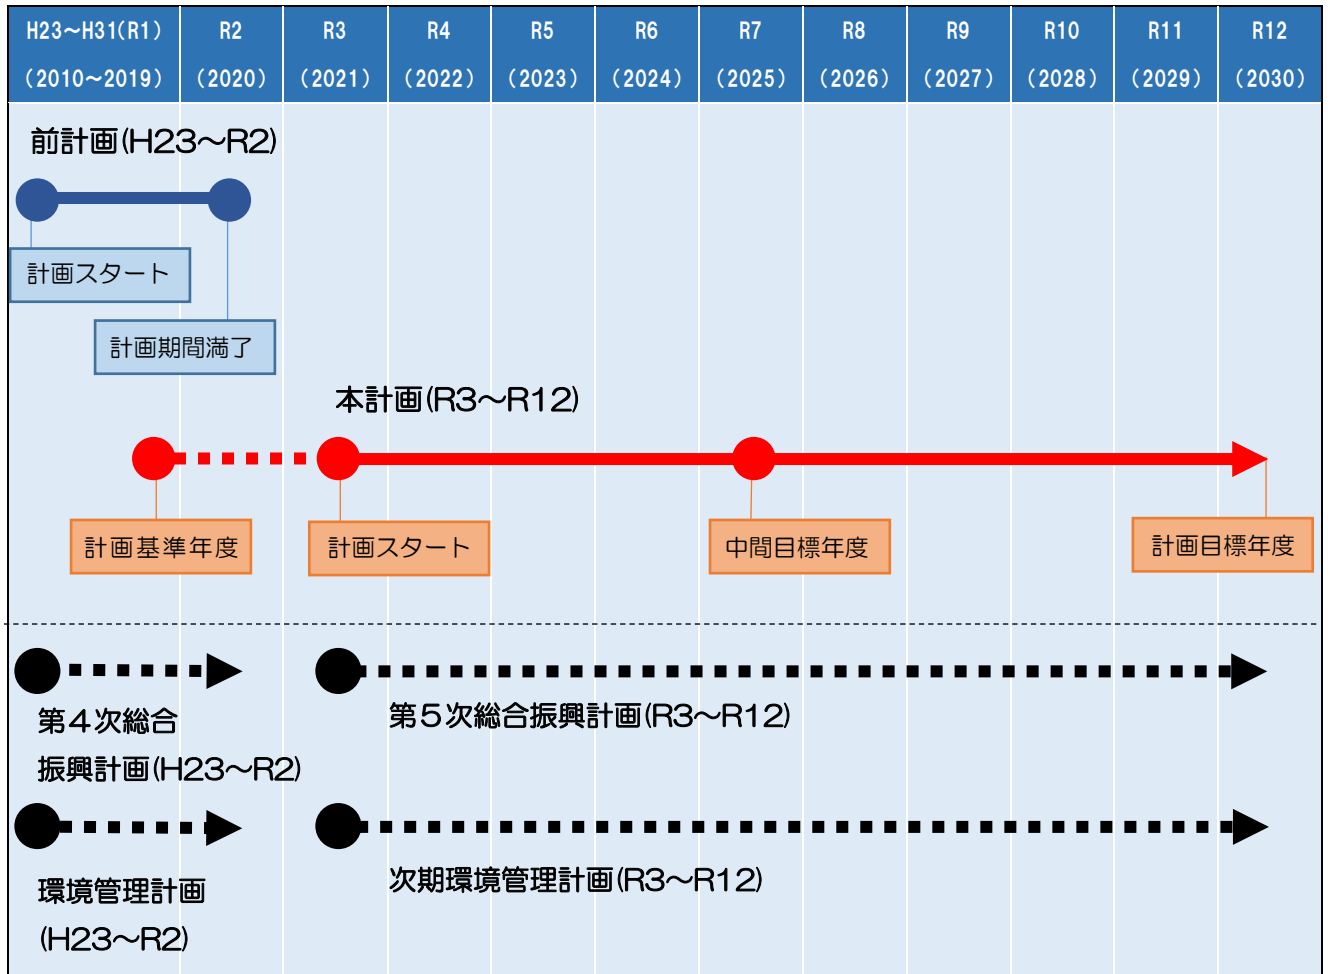 H23～H31(R1) R2 R3 R4 R5 R6 R7 R8 R9 R10 R11 R12
(2010～2019) (2020) (2021) (2022) (2023) (2024) (2025) (2026) (2027) (2028) (2029) (2030)
前計画(H23～R2)
計画スタート
計画期間満了
本計画(R3～R12)
計画基準年度 計画スタート 中間目標年度 計画目標年度
第4次総合
振興計画(H23～R2)
第5次総合振興計画(R3～R12)
環境管理計画
(H23～R2)
次期環境管理計画(R3～R12)